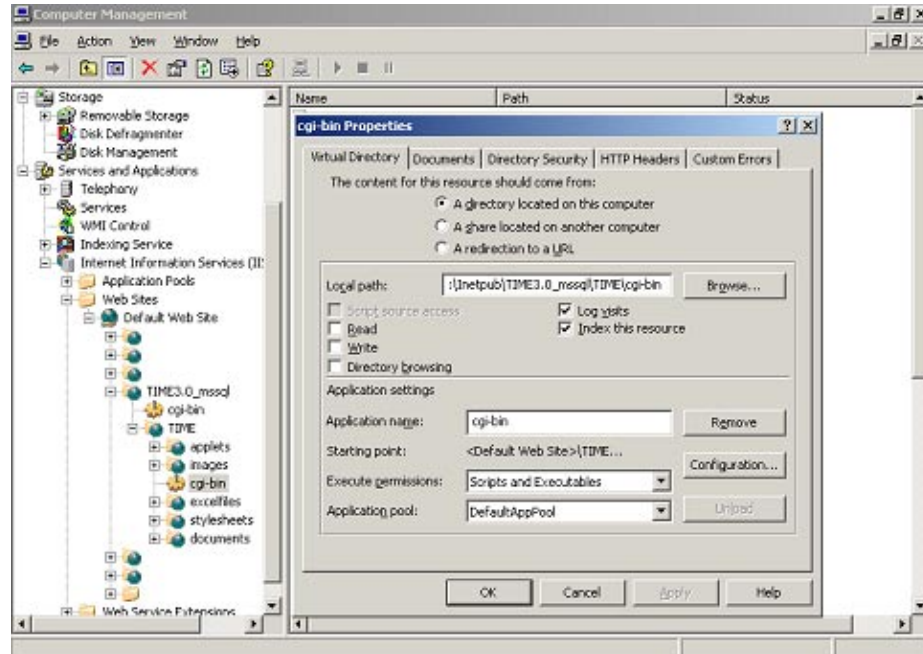 Computer Management
File Action View Window Help
Name Path Status
Storage
Removable Storage
Disk Defragmenter
Disk Management
Services and Applications
Telephony
Services
WMI Control
Indexing Service
Internet Information Services (II
Application Pools
Web Sites
Default Web Site
TIME3.0_mssql
cgi-bin
TIME
applets
images
cgi-bin
excelfiles
stylesheets
documents
Web Service Extensions
cgi-bin Properties
Virtual Directory Documents Directory Security HTTP Headers Custom Errors
The content for this resource should come from:
A directory located on this computer
A share located on another computer
A redirection to a URL
Local path: :\Inetpub\TIME3.0_mssql\TIME\cgi-bin Browse...
Script source access Log visits
Read Index this resource
Write
Directory browsing
Application settings
Application name: cgi-bin Remove
Starting point: <Default Web Site>\TIME...
Configuration...
Execute permissions: Scripts and Executables
Application pool: DefaultAppPool Unload
OK Cancel Apply Help